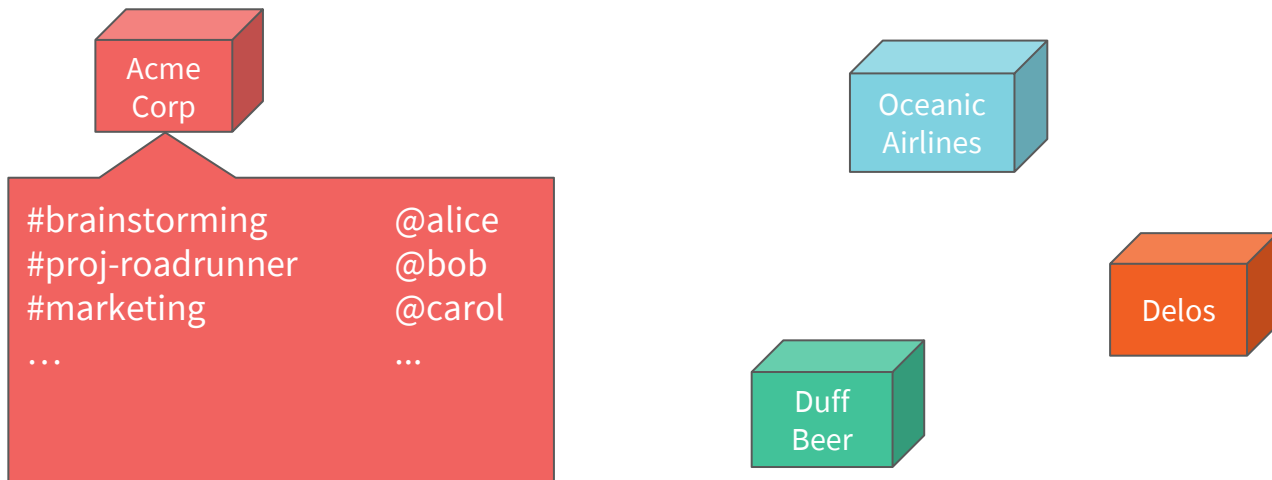 Acme
Corp
#brainstorming
#proj-roadrunner
#marketing
…
@alice
@bob
@carol
...
Oceanic
Airlines
Delos
Duff
Beer